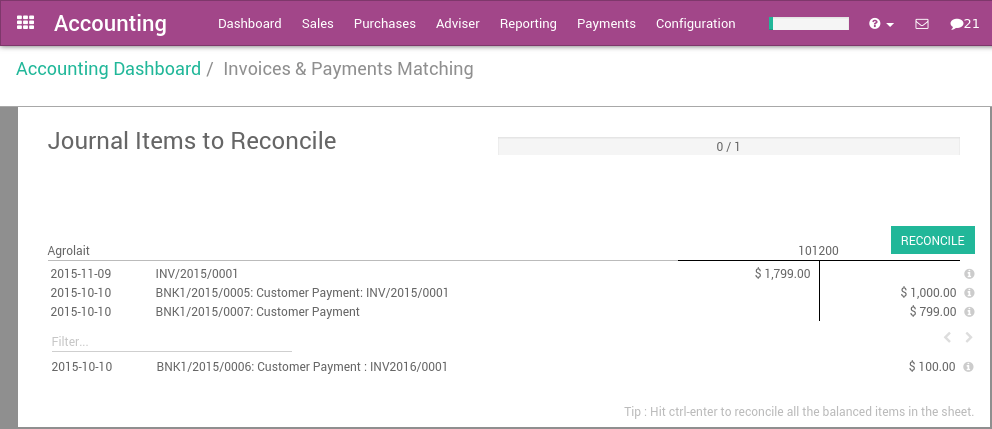 Accounting Dashboard Sales Purchases Adviser Reporting Payments Configuration ? 21
Accounting Dashboard / Invoices & Payments Matching
Journal Items to Reconcile
0 / 1
RECONCILE
Agrolait 101200
2015-11-09 INV/2015/0001 $ 1,799.00
2015-10-10 BNK1/2015/0005: Customer Payment: INV/2015/0001 $ 1,000.00
2015-10-10 BNK1/2015/0007: Customer Payment $ 799.00
Filter...
2015-10-10 BNK1/2015/0006: Customer Payment : INV2016/0001 $ 100.00
Tip : Hit ctrl-enter to reconcile all the balanced items in the sheet.